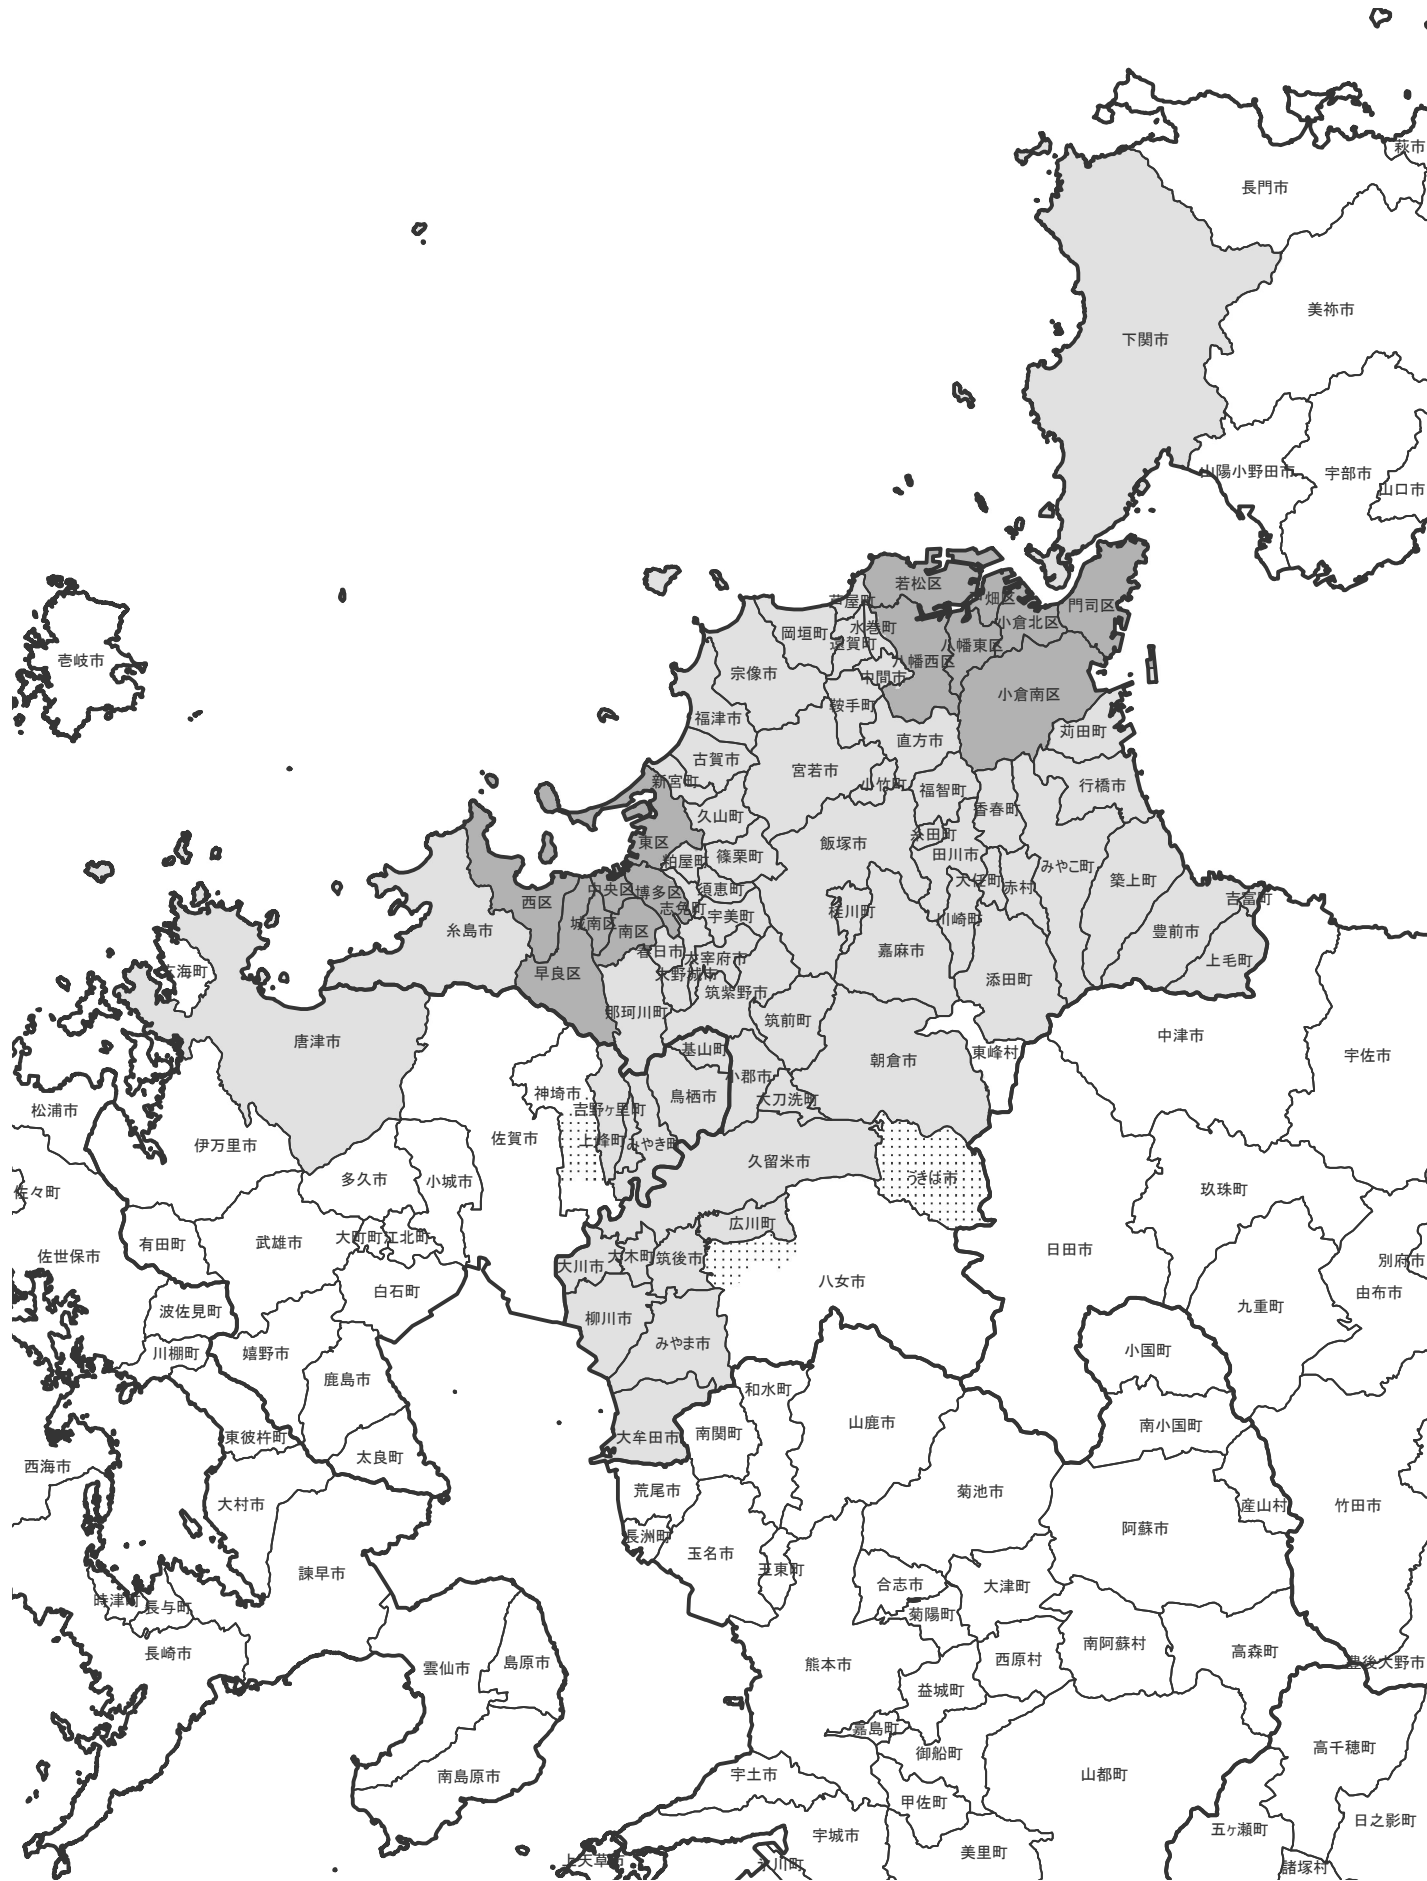 萩市
長門市
美祢市
下関市
山陽小野田市
宇部市
山口市
若松区
戸畑区
芦屋町
門司区
小倉北区
水巻町
岡垣町
遠賀町
八幡東区
壱岐市
八幡西区
宗像市
中間市
小倉南区
鞍手町
福津市
苅田町
直方市
古賀市
宮若市
新宮町
小竹町
行橋市
福智町
香春町
久山町
糸田町
東区
飯塚市
田川市
粕屋町
篠栗町
みやこ町
大任町
赤村
築上町
中央区
博多区
須恵町
吉富町
西区
志免町
桂川町
宇美町
川崎町
城南区
南区
糸島市
豊前市
春日市
嘉麻市
太宰府市
上毛町
玄海町
早良区
大野城市
添田町
筑紫野市
那珂川町
筑前町
中津市
唐津市
基山町
東峰村
宇佐市
朝倉市
小郡市
神埼市
鳥栖市
大刀洗町
松浦市
吉野ヶ里町
佐賀市
上峰町
みやき町
伊万里市
久留米市
多久市
小城市
うきは市
佐々町
玖珠町
広川町
大町町
江北町
有田町
武雄市
日田市
佐世保市
大木町
筑後市
別府市
大川市
八女市
白石町
由布市
九重町
波佐見町
柳川市
みやま市
小国町
川棚町
嬉野市
鹿島市
和水町
山鹿市
南小国町
南関町
東彼杵町
大牟田市
太良町
西海市
荒尾市
菊池市
大村市
産山村
竹田市
阿蘇市
長洲町
玉名市
玉東町
諫早市
合志市
大津町
時津町
長与町
菊陽町
南阿蘇村
長崎市
高森町
西原村
島原市
豊後大野市
熊本市
雲仙市
益城町
嘉島町
高千穂町
御船町
宇土市
山都町
南島原市
甲佐町
日之影町
五ヶ瀬町
宇城市
美里町
上天草市
氷川町
諸塚村